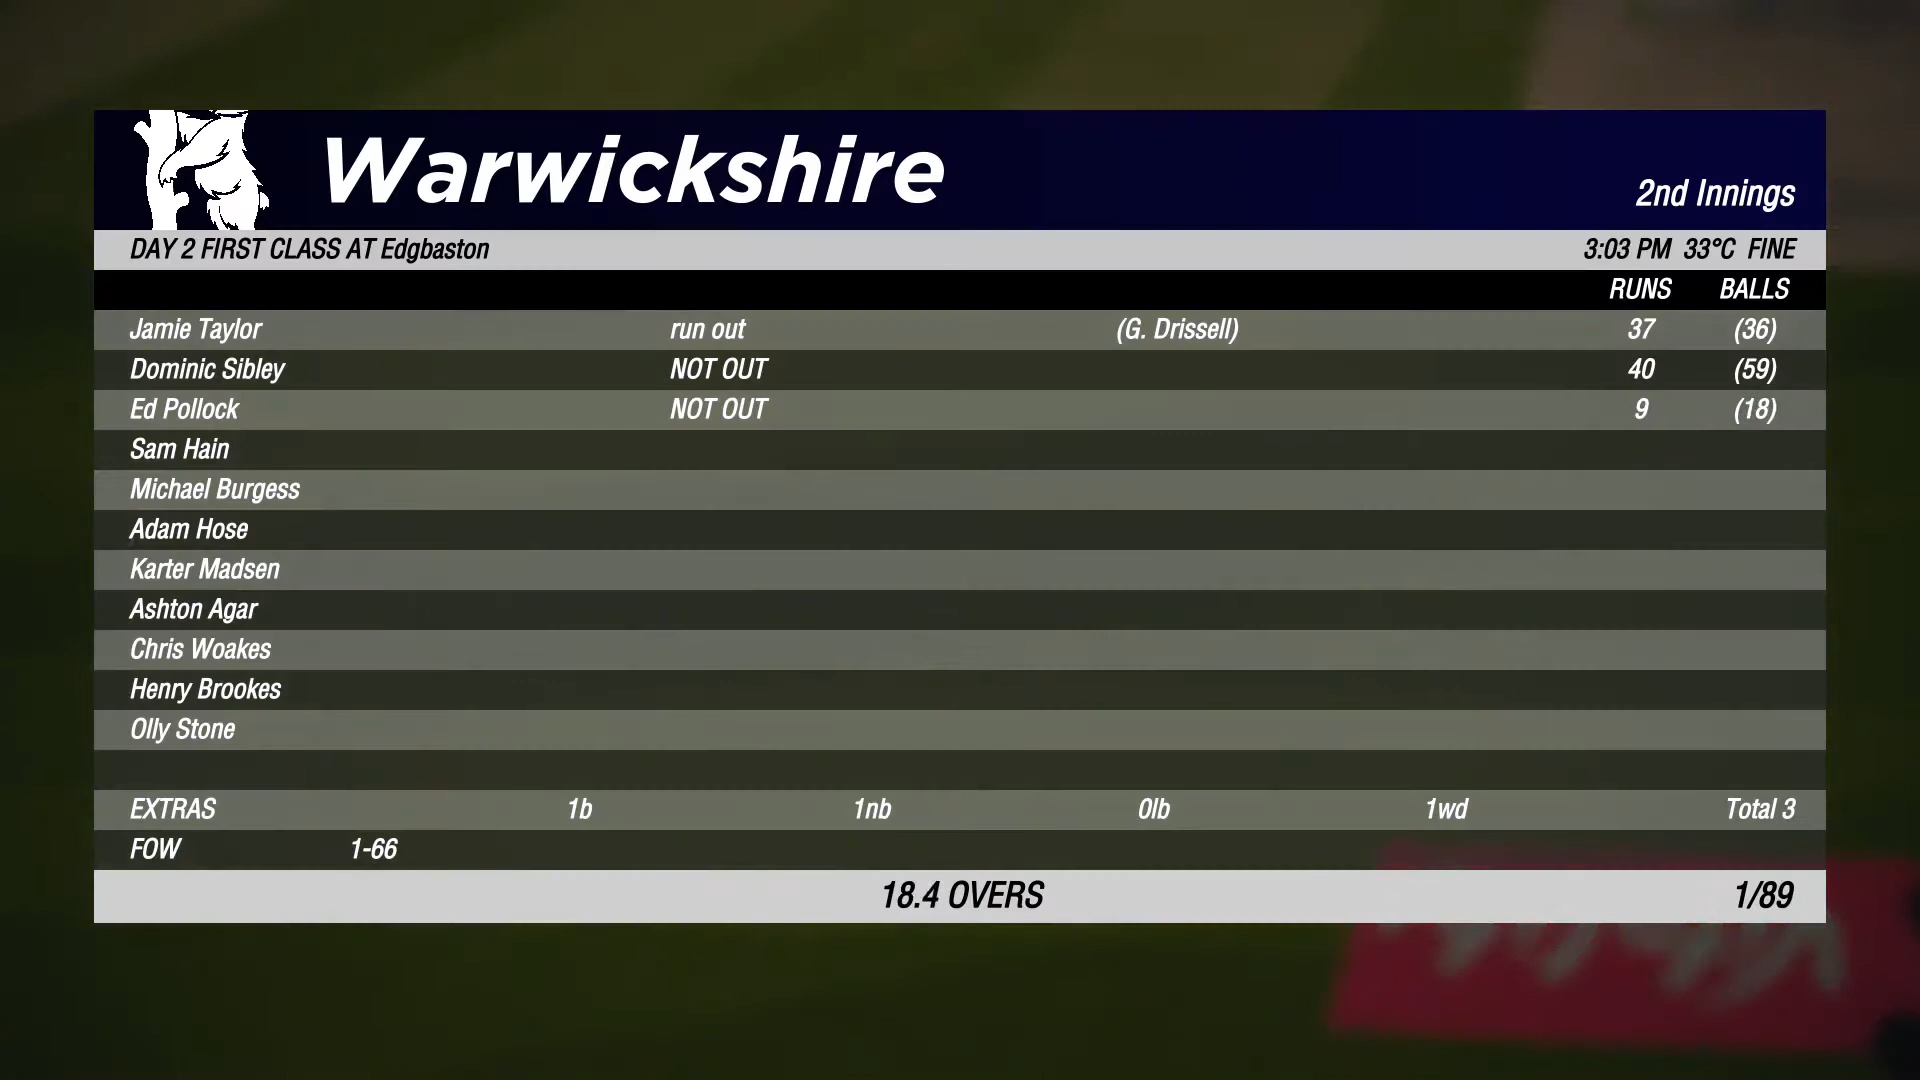 Warwickshire
2nd Innings
DAY 2 FIRST CLASS AT Edgbaston 3:03 PM 33°C FINE
RUNS BALLS
Jamie Taylor run out (G. Drissell) 37 (36)
Dominic Sibley NOT OUT 40 (59)
Ed Pollock NOT OUT 9 (18)
Sam Hain
Michael Burgess
Adam Hose
Karter Madsen
Ashton Agar
Chris Woakes
Henry Brookes
Olly Stone
EXTRAS 1b 1nb 0lb 1wd Total 3
FOW 1-66
18.4 OVERS 1/89